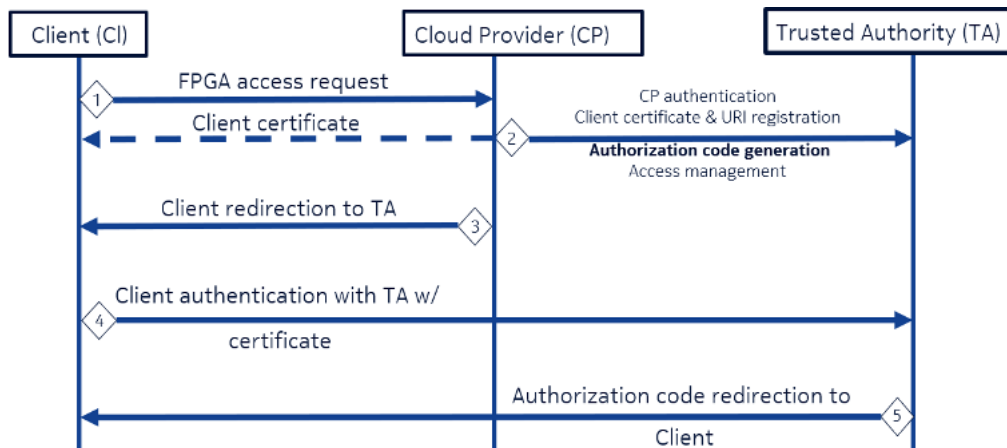 Client (Cl)
Cloud Provider (CP)
Trusted Authority (TA)
1
FPGA access request
CP authentication
Client certificate & URI registration
Client certificate
2
Authorization code generation
Access management
Client redirection to TA
3
Client authentication with TA w/
4
certificate
Authorization code redirection to
5
Client